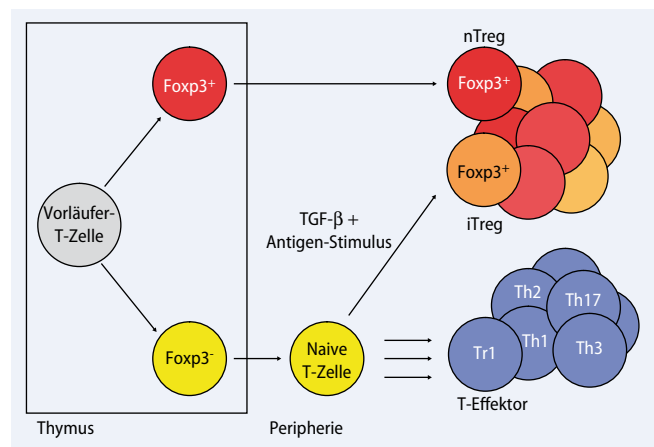 nTreg
Foxp3+
Foxp3+
Foxp3+
iTreg
Vorläufer-
T-Zelle
TGF-β +
Antigen-Stimulus
Foxp3-
Naive
T-Zelle
Th2
Th17
Tr1
Th1
Th3
T-Effektor
Thymus
Peripherie